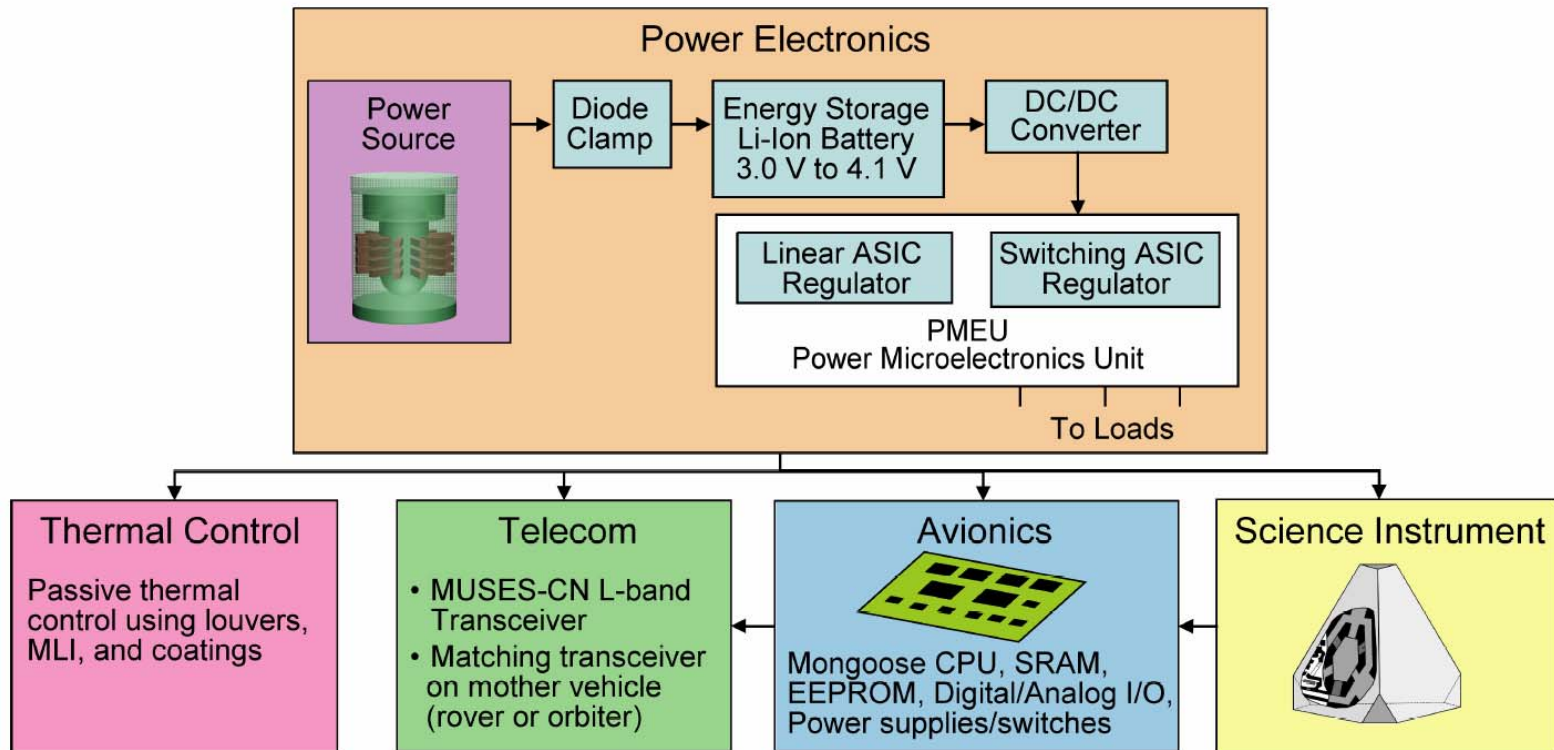 Power Electronics
Power
Source
Diode
Clamp
Energy Storage
Li-Ion Battery
3.0 V to 4.1 V
DC/DC
Converter
Linear ASIC
Regulator
Switching ASIC
Regulator
PMEU
Power Microelectronics Unit
To Loads
Thermal Control
Passive thermal
control using louvers,
MLI, and coatings
Telecom
• MUSES-CN L-band
Transceiver
• Matching transceiver
on mother vehicle
(rover or orbiter)
Avionics
Mongoose CPU, SRAM,
EEPROM, Digital/Analog I/O,
Power supplies/switches
Science Instrument